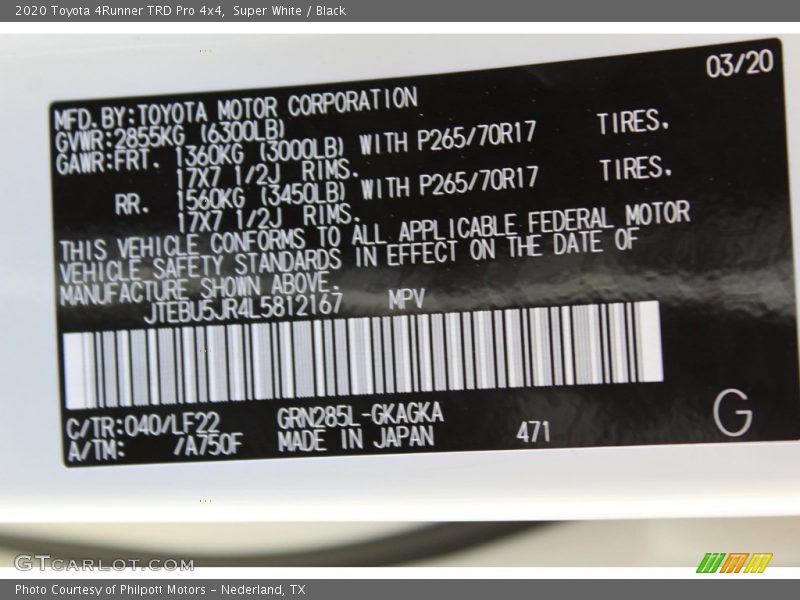 2020 Toyota 4Runner TRD Pro 4x4, Super White / Black
03/20
MFD. BY: TOYOTA MOTOR CORPORATION
GVWR: 2855KG (6300LB)
GAWR: FRT. 1360KG (3000LB) WITH P265/70R17 TIRES.
17X7 1/2J RIMS.
RR. 1560KG (3450LB) WITH P265/70R17 TIRES.
17X7 1/2J RIMS.
THIS VEHICLE CONFORMS TO ALL APPLICABLE FEDERAL MOTOR
VEHICLE SAFETY STANDARDS IN EFFECT ON THE DATE OF
MANUFACTURE SHOWN ABOVE.
JTEBU5JR4L5812167 MPV
C/TR: 040/LF22 GRN285L-GKAGKA
A/TM: /A750F MADE IN JAPAN 471 G
GTCARLOT.COM
Photo Courtesy of Philpott Motors - Nederland, TX